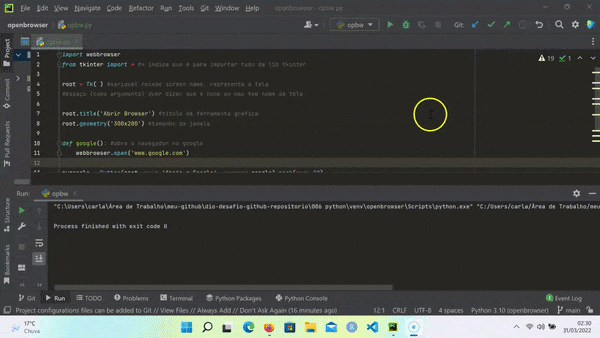 File Edit View Navigate Code Refactor Run Tools Git Window Help openbrowser - opbw.py
openbrowser opbw.py
opbw
Git:
opbw.py
Project
Commit
Pull Requests
Structure
Bookmarks
19 1
1 import webbrowser
2 from tkinter import * #* indica que é para importar tudo da lib tkinter
3
4 root = Tk( ) #variavel recebe screen name, representa a tela
5 #espaço (como argumento) quer dizer que é none ou nao tem nome de tela
6
7 root.title('Abrir Browser') #titulo da ferramenta grafica
8 root.geometry('300x200') #tamanho da janela
9
10 def google(): #abre o navegador no google
11 webbrowser.open('www.google.com')
12
Run: opbw
"C:\Users\carla\Área de Trabalho\meu-github\dio-desafio-github-repositorio\006 python\venv\openbrowser\Scripts\python.exe" "C:/Users/carla/Área de Trabalho/meu
Process finished with exit code 0
Git Run TODO Problems Terminal Python Packages Python Console Event Log
Project configurations files can be added to Git // View Files // Always Add // Don't Ask Again (16 minutes ago) 12:1 CRLF UTF-8 4 spaces Python 3.10 (openbrowser) main
17°C
Chuva
02:30
31/03/2022